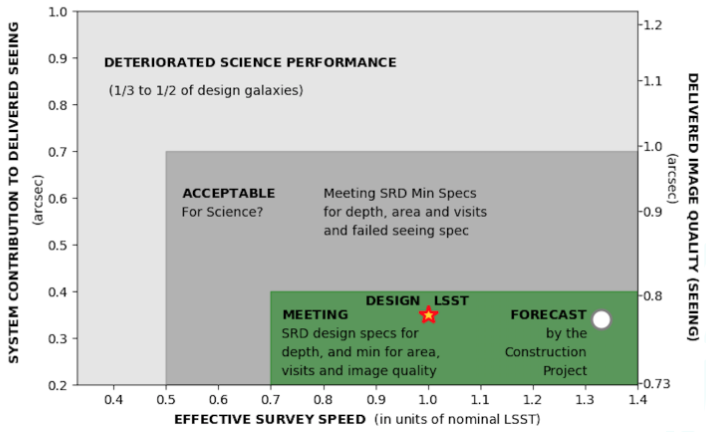 SYSTEM CONTRIBUTION TO DELIVERED SEEING
(arcsec)
1.0
0.9
0.8
0.7
0.6
0.5
0.4
0.3
0.2
DETERIORATED SCIENCE PERFORMANCE
(1/3 to 1/2 of design galaxies)
ACCEPTABLE
For Science?
Meeting SRD Min Specs
for depth, area and visits
and failed seeing spec
DESIGN LSST
MEETING
SRD design specs for
depth, and min for area,
visits and image quality
FORECAST
by the
Construction
Project
1.2
1.1
1.0
0.9
0.8
0.73
DELIVERED IMAGE QUALITY (SEEING)
(arcsec)
0.4 0.5 0.6 0.7 0.8 0.9 1.0 1.1 1.2 1.3 1.4
EFFECTIVE SURVEY SPEED (in units of nominal LSST)